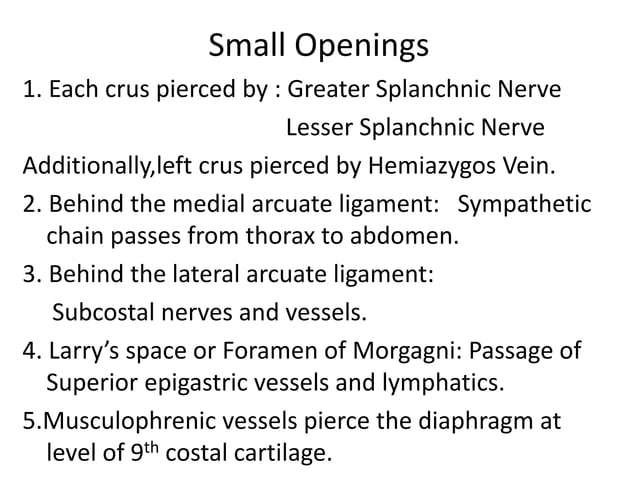 Small Openings
1. Each crus pierced by : Greater Splanchnic Nerve
Lesser Splanchnic Nerve
Additionally,left crus pierced by Hemiazygos Vein.
2. Behind the medial arcuate ligament: Sympathetic
chain passes from thorax to abdomen.
3. Behind the lateral arcuate ligament:
Subcostal nerves and vessels.
4. Larry’s space or Foramen of Morgagni: Passage of
Superior epigastric vessels and lymphatics.
5.Musculophrenic vessels pierce the diaphragm at
level of 9th costal cartilage.